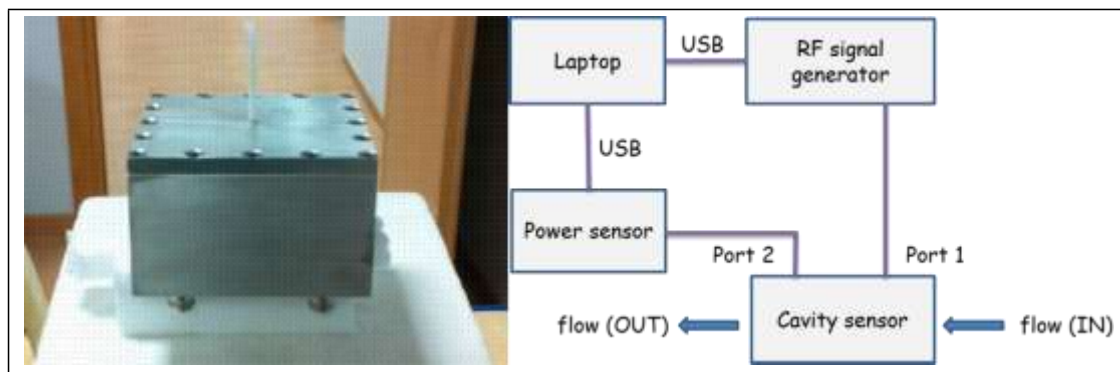 Laptop
USB
RF signal
generator
USB
Power sensor
Port 2
Port 1
flow (OUT)
Cavity sensor
flow (IN)